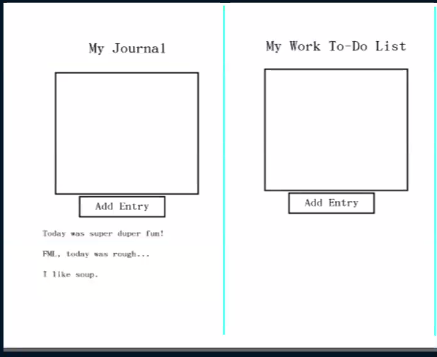 My Journal
Add Entry
Today was super duper fun!
FML, today was rough...
I like soup.
My Work To-Do List
Add Entry